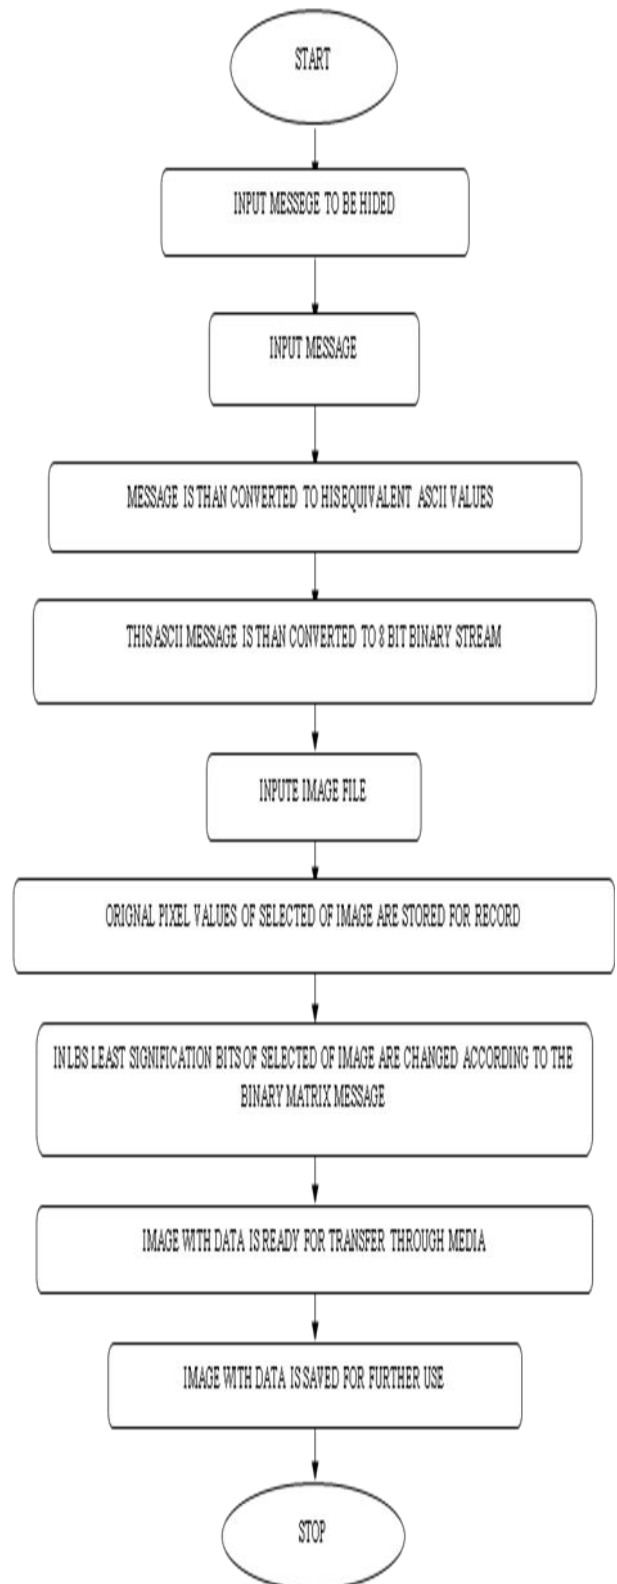 START
INPUT MESSEGE TO BE HIDED
INPUT MESSAGE
MESSAGE IS THAN CONVERTED TO HIS EQUIVALENT ASCII VALUES
THIS ASCII MESSAGE IS THAN CONVERTED TO 8 BIT BINARY STREAM
INPUTE IMAGE FILE
ORIGNAL PIXEL VALUES OF SELECTED OF IMAGE ARE STORED FOR RECORD
IN LBS LEAST SIGNIFICATION BITS OF SELECTED OF IMAGE ARE CHANGED ACCORDING TO THE
BINARY MATRIX MESSAGE
IMAGE WITH DATA IS READY FOR TRANSFER THROUGH MEDIA
IMAGE WITH DATA IS SAVED FOR FURTHER USE
STOP